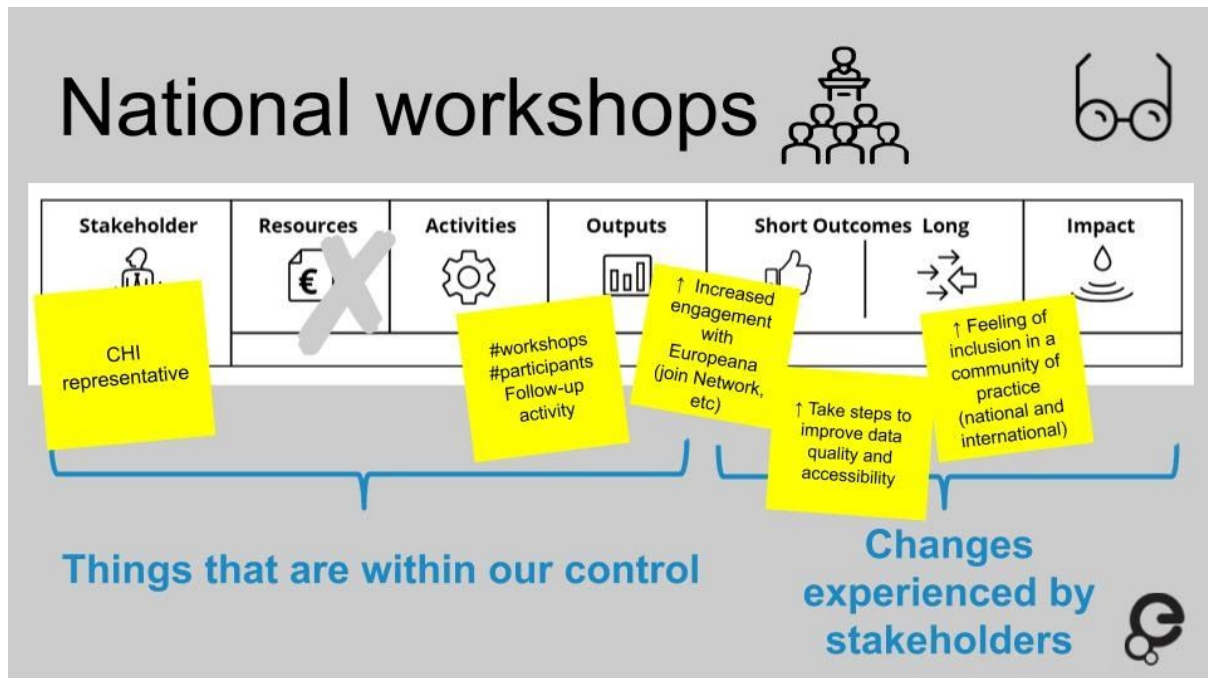 National workshops
Stakeholder
Resources
Activities
Outputs
Short Outcomes Long
Impact
€
CHI
representative
#workshops
#participants
Follow-up
activity
↑ Increased
engagement
with
Europeana
(join Network,
etc)
↑ Take steps to
improve data
quality and
accessibility
↑ Feeling of
inclusion in a
community of
practice
(national and
international)
Things that are within our control
Changes
experienced by
stakeholders